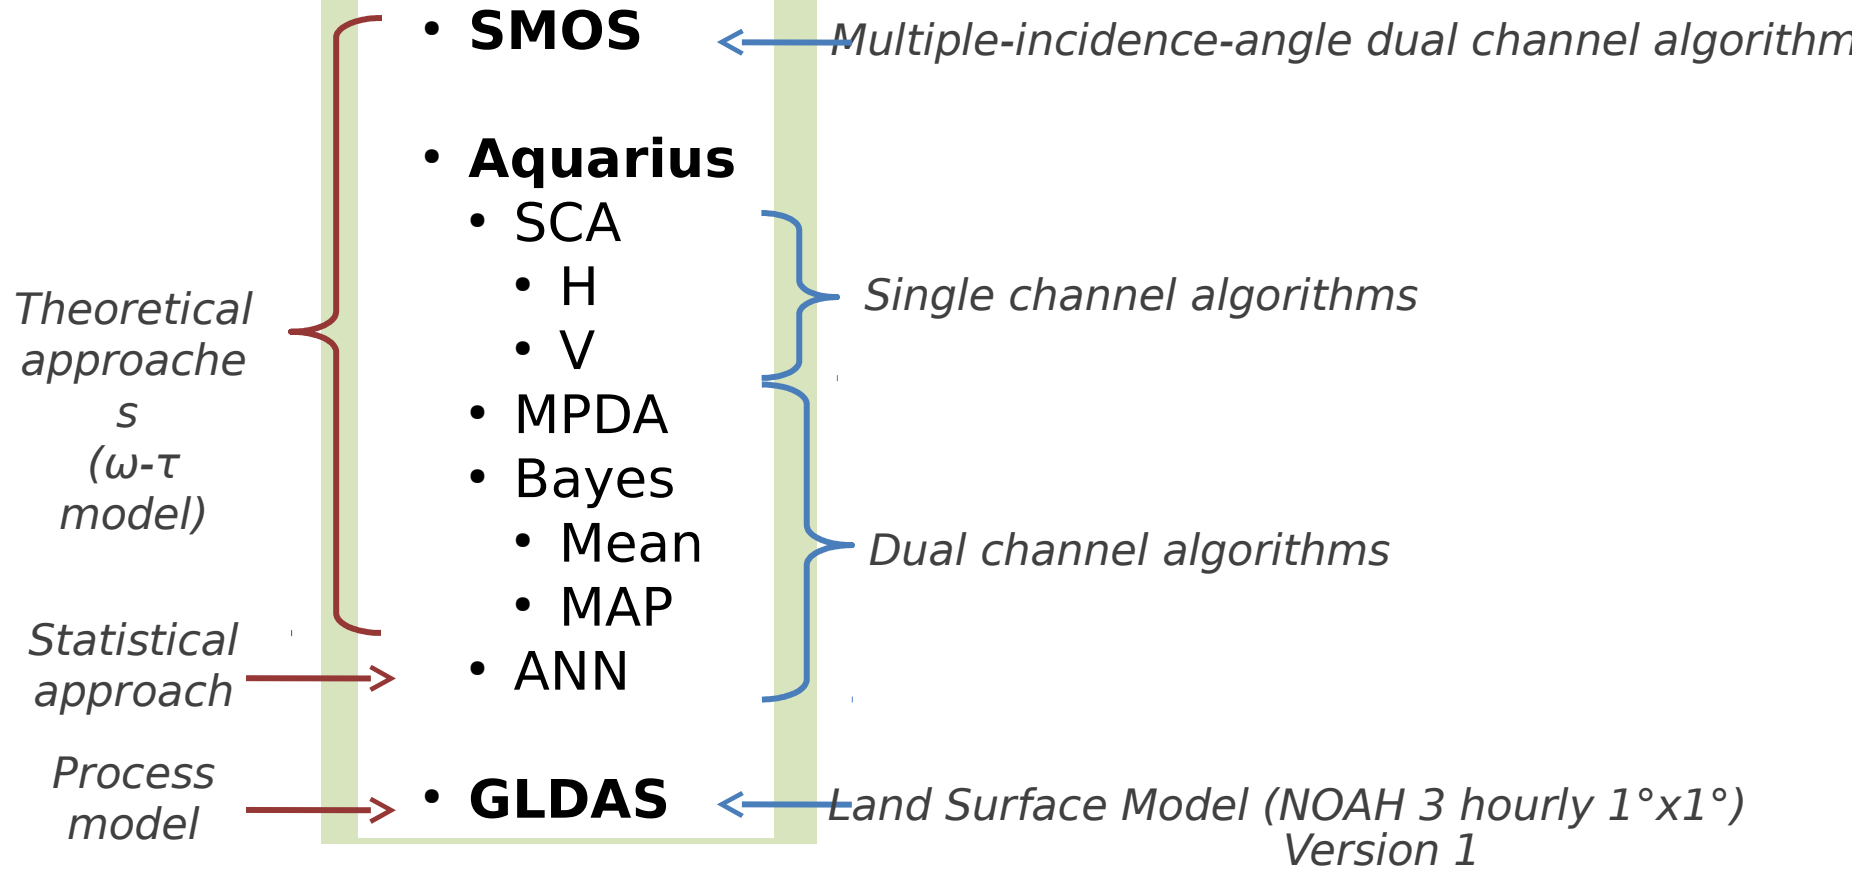 • SMOS
Multiple-incidence-angle dual channel algorithm
• Aquarius
• SCA
• H
• V
Single channel algorithms
Theoretical
approache
s
(ω-τ
model)
• MPDA
• Bayes
• Mean
• MAP
Dual channel algorithms
• ANN
Statistical
approach
Process
model
• GLDAS
Land Surface Model (NOAH 3 hourly 1°x1°)
Version 1